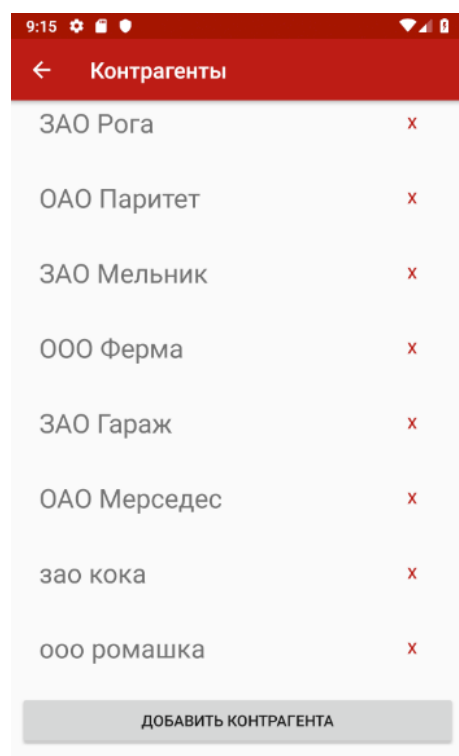 9:15
Контрагенты
ЗАО Рога x
ОАО Паритет x
ЗАО Мельник x
ООО Ферма x
ЗАО Гараж x
ОАО Мерседес x
зао кока x
ооо ромашка x
ДОБАВИТЬ КОНТРАГЕНТА